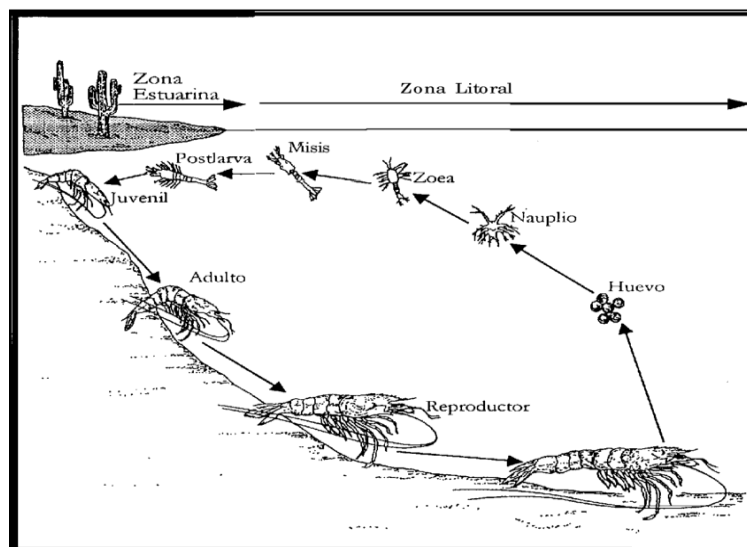 Zona
Estuarina
Zona Litoral
Misis
Postlarva
Zoea
Juvenil
Nauplio
Adulto
Huevo
Reproductor